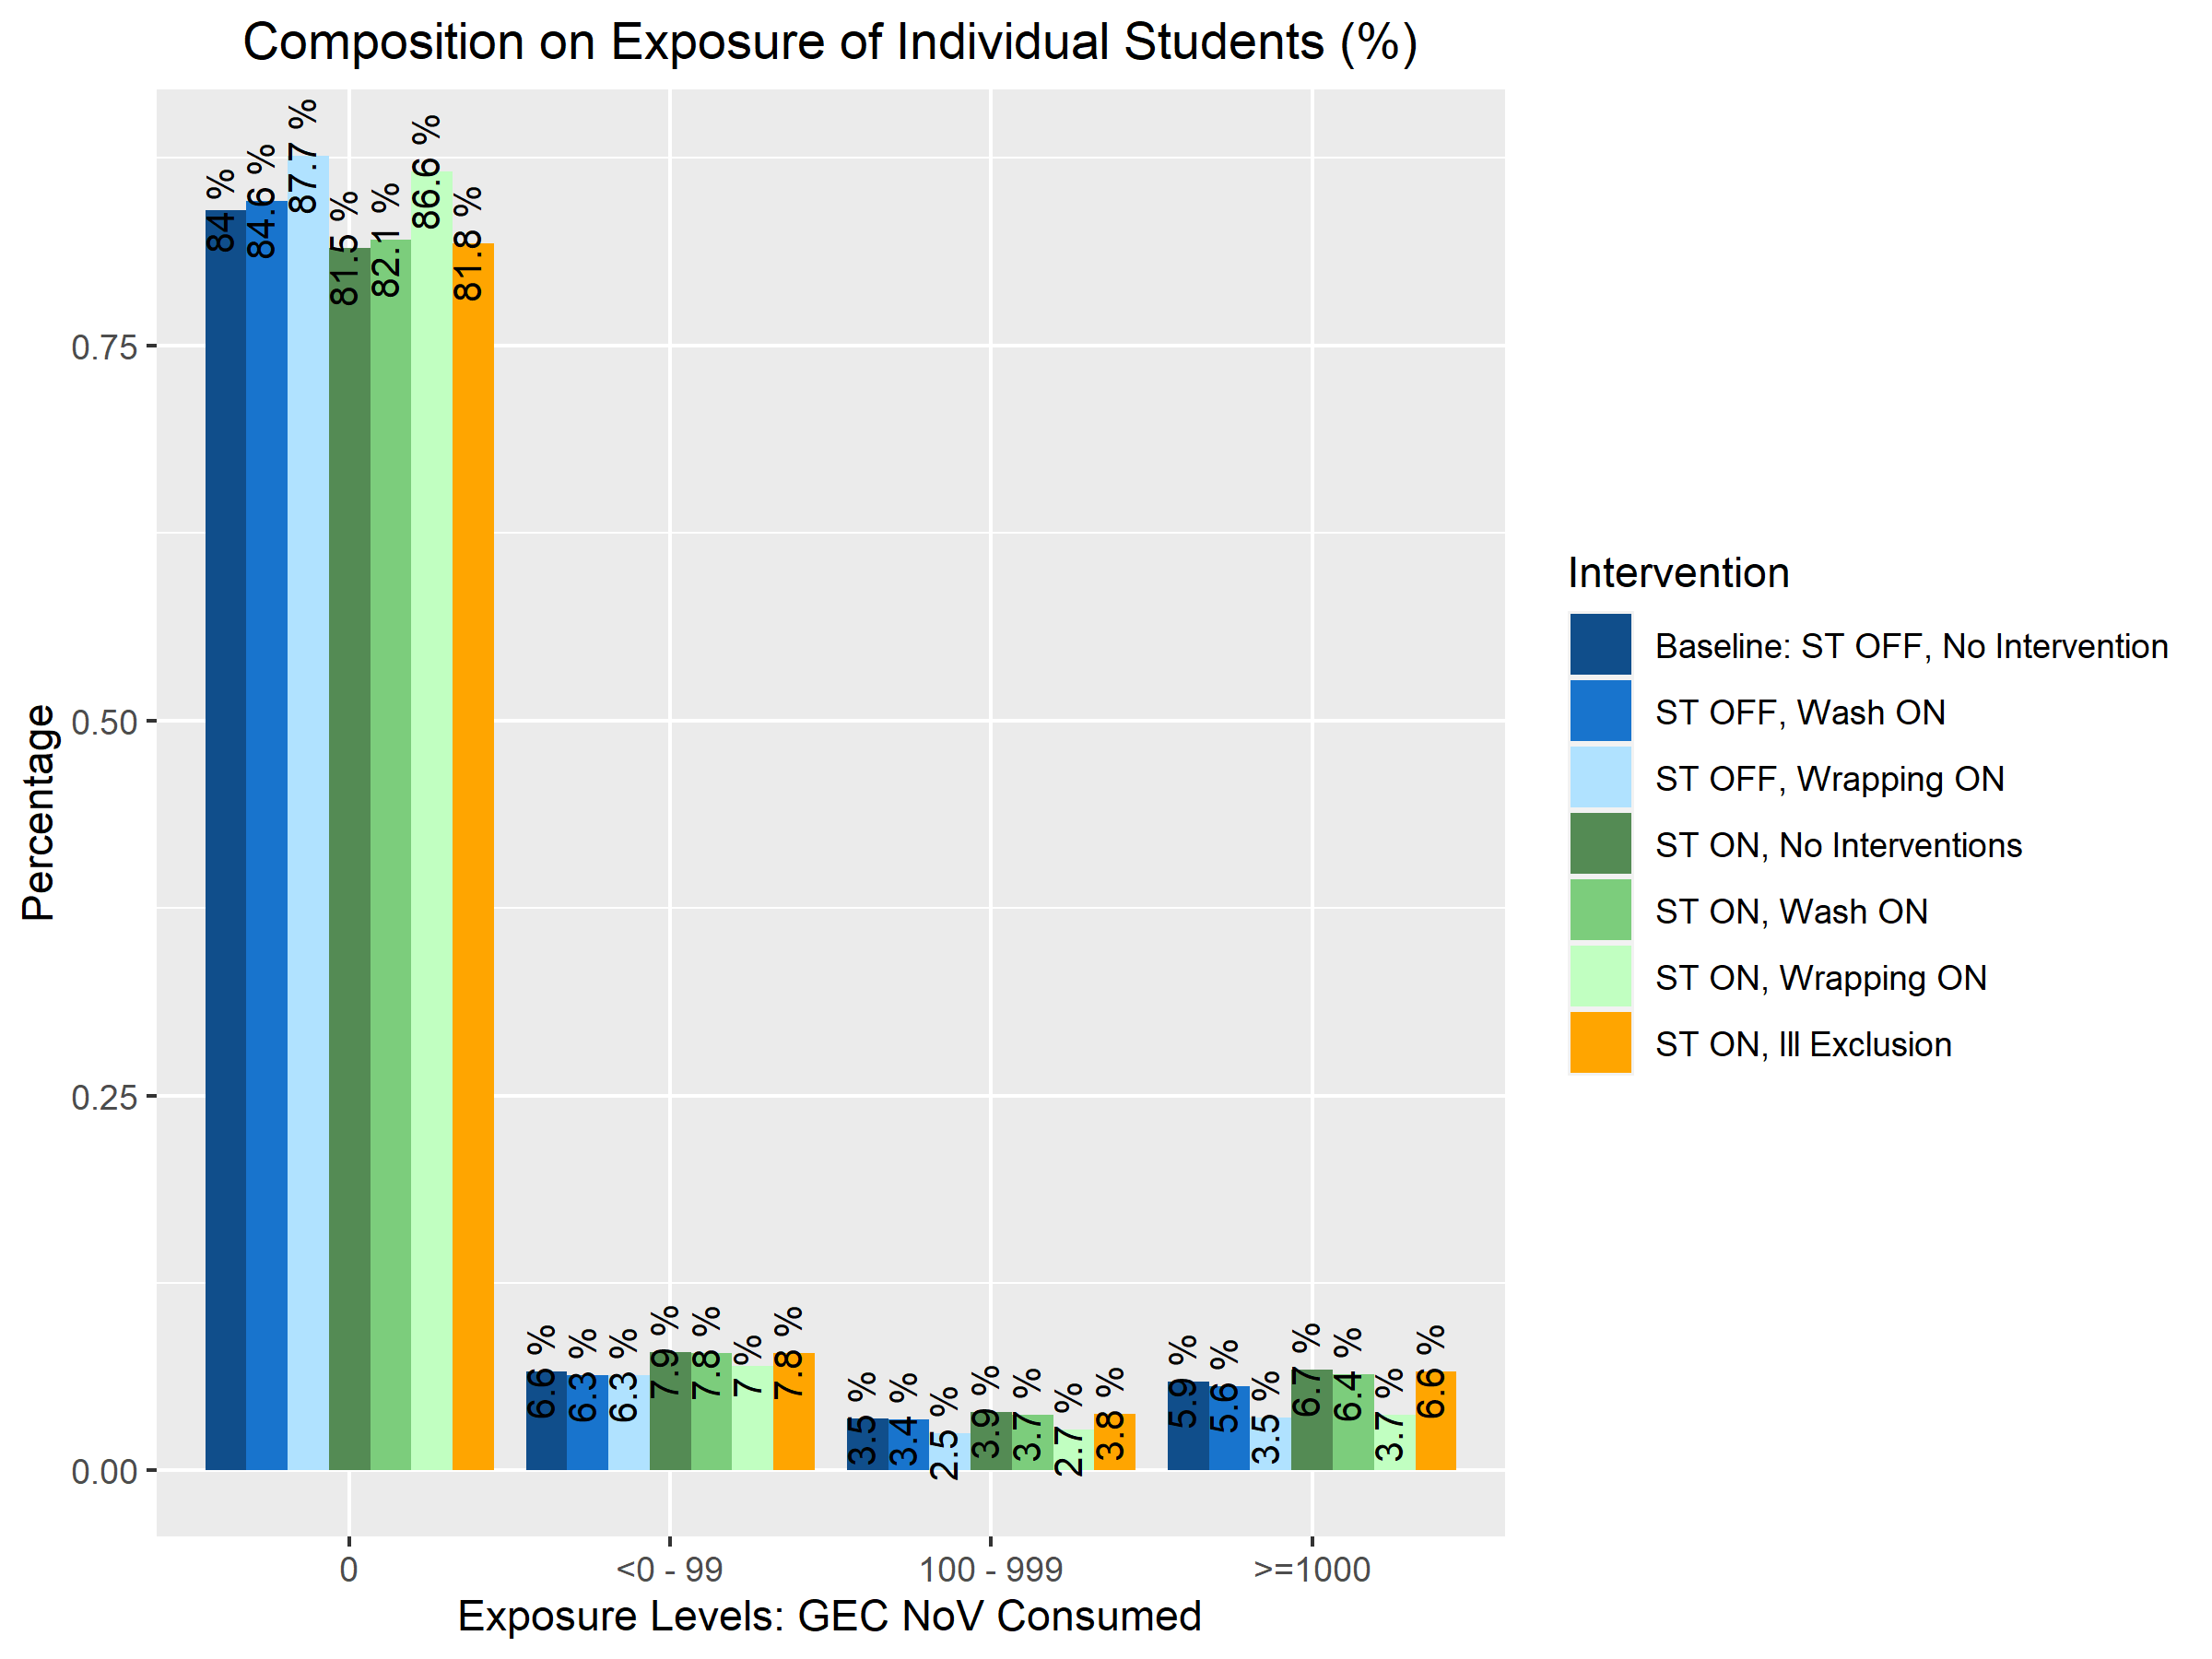 Composition on Exposure of Individual Students (%)
Percentage
0.75
0.50
0.25
0.00
84 %
84.6 %
87.7 %
81.5 %
82.1 %
86.6 %
81.8 %
6.6 %
6.3 %
6.3 %
7.9 %
7.8 %
7 %
7.8 %
3.5 %
3.4 %
2.5 %
3.9 %
3.7 %
2.7 %
3.8 %
5.9 %
5.6 %
3.5 %
6.7 %
6.4 %
3.7 %
6.6 %
0
<0 - 99
100 - 999
>=1000
Exposure Levels: GEC NoV Consumed
Intervention
Baseline: ST OFF, No Intervention
ST OFF, Wash ON
ST OFF, Wrapping ON
ST ON, No Interventions
ST ON, Wash ON
ST ON, Wrapping ON
ST ON, Ill Exclusion